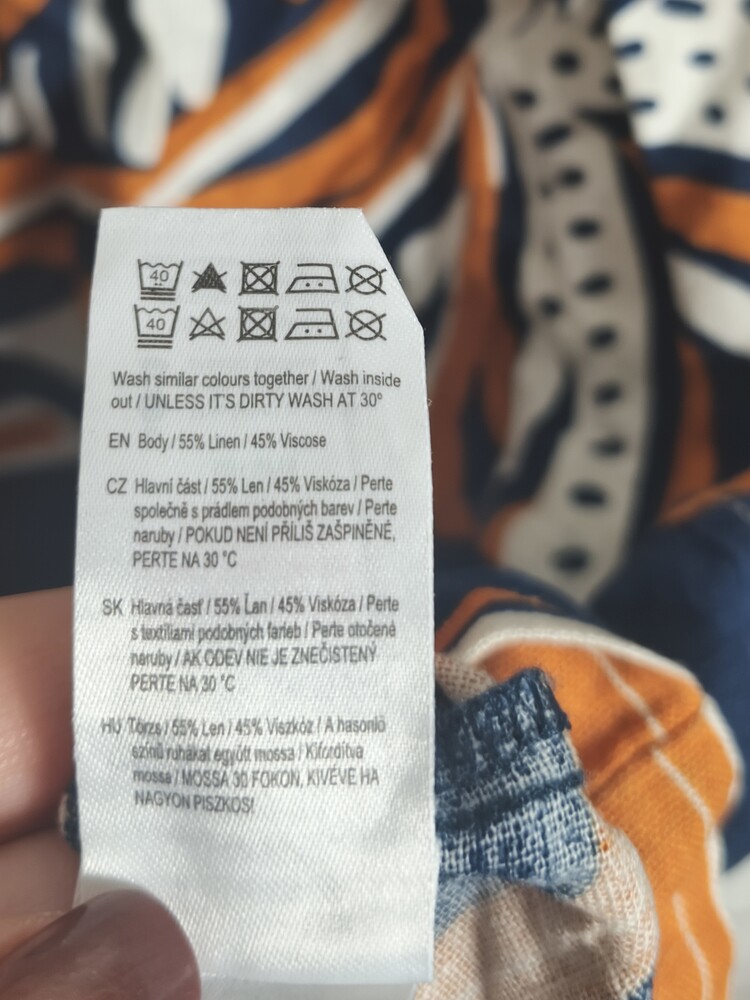 40
40
Wash similar colours together / Wash inside
out / UNLESS IT'S DIRTY WASH AT 30°
EN Body / 55% Linen / 45% Viscose
CZ Hlavní část / 55% Len / 45% Viskóza / Perte
společně s prádlem podobných barev / Perte
naruby / POKUD NENÍ PŘÍLIŠ ZAŠPINĚNÉ,
PERTE NA 30 °C
SK Hlavná časť / 55% Ľan / 45% Viskóza / Perte
s textíliami podobných farieb / Perte otočené
naruby / AK ODEV NIE JE ZNEČISTENÝ
PERTE NA 30 °C
HU Törzs / 55% Len / 45% Viszkóz / A hasonló
színű ruhákat együtt mossa / Kifordítva
mossa / MOSSA 30 FOKON, KIVÉVE HA
NAGYON PISZKOS!